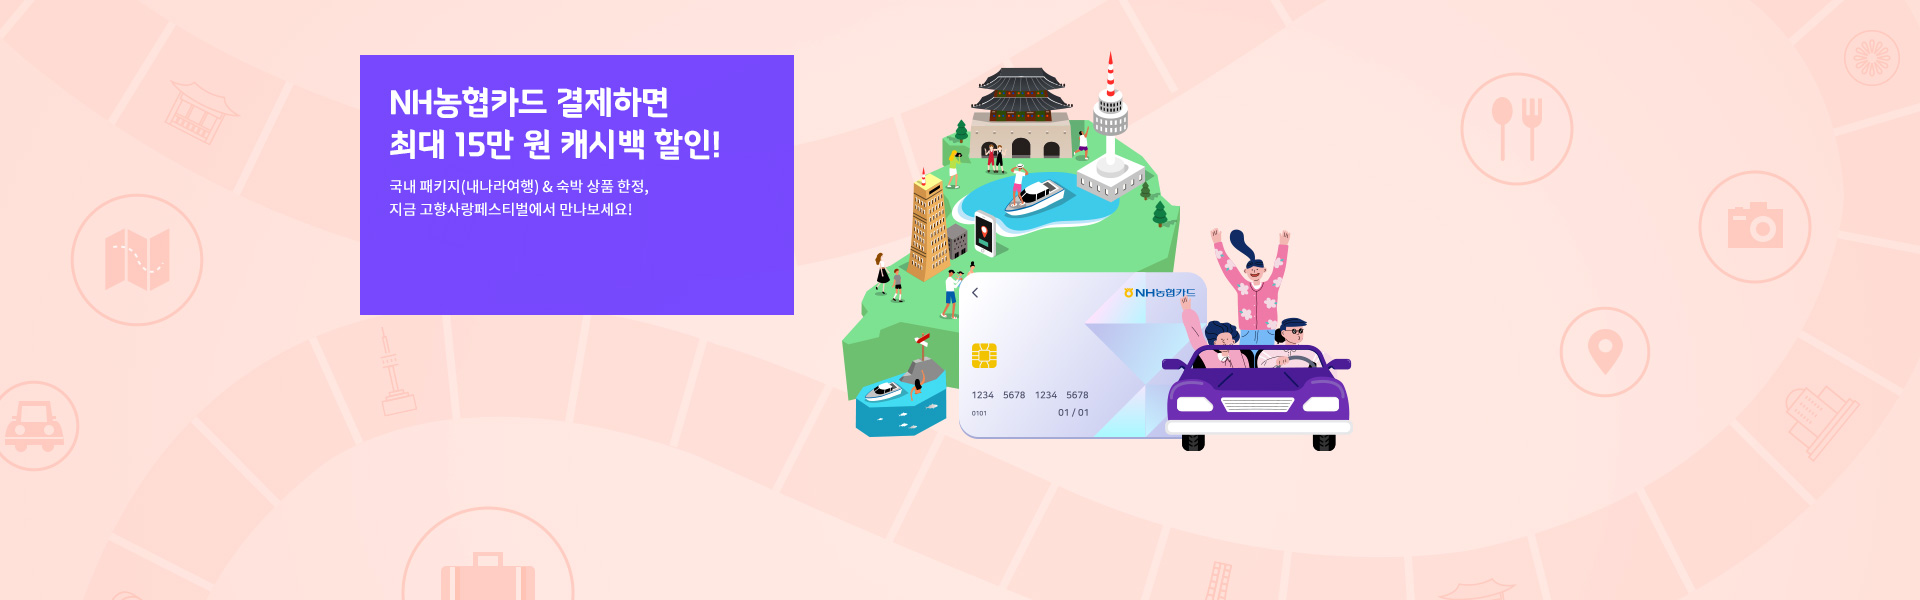 NH농협카드 결제하면
최대 15만 원 캐시백 할인!
국내 패키지(내나라여행) & 숙박 상품 한정,
지금 고향사랑페스티벌에서 만나보세요!
NH농협카드
1234 5678 1234 5678
0101 01 / 01